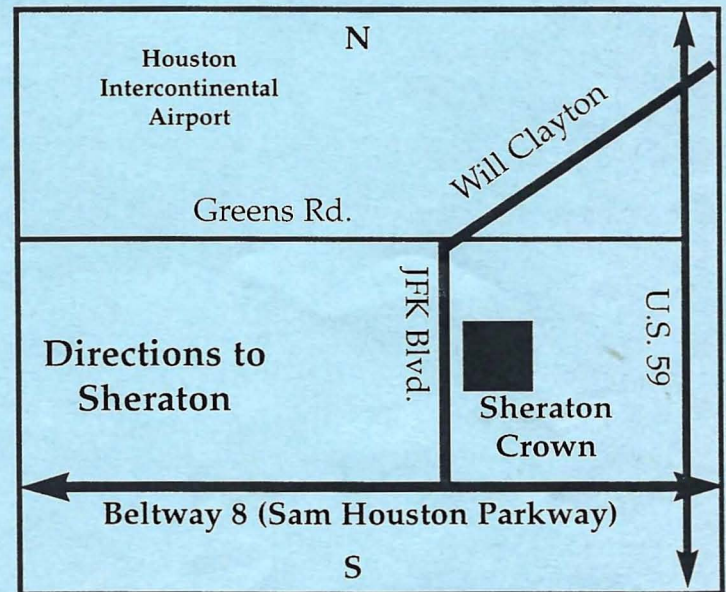 N
Houston
Intercontinental
Airport
Will Clayton
Greens Rd.
JFK Blvd.
U.S. 59
Directions to
Sheraton
Sheraton
Crown
Beltway 8 (Sam Houston Parkway)
S